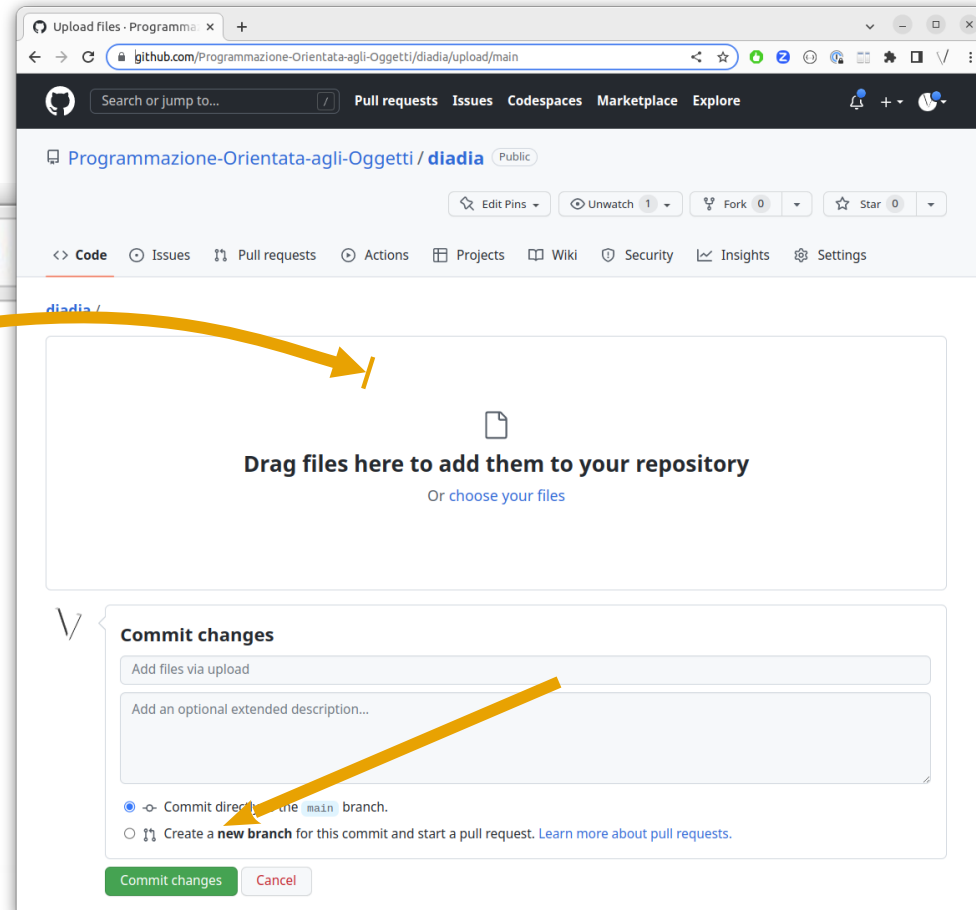 Upload files · Programma
github.com/Programmazione-Orientata-agli-Oggetti/diadia/upload/main
Search or jump to... / Pull requests Issues Codespaces Marketplace Explore
Programmazione-Orientata-agli-Oggetti / diadia Public
Edit Pins Unwatch 1 Fork 0 Star 0
Code Issues Pull requests Actions Projects Wiki Security Insights Settings
diadia /
Drag files here to add them to your repository
Or choose your files
Commit changes
Add files via upload
Add an optional extended description...
Commit directly the main branch.
Create a new branch for this commit and start a pull request. Learn more about pull requests.
Commit changes Cancel